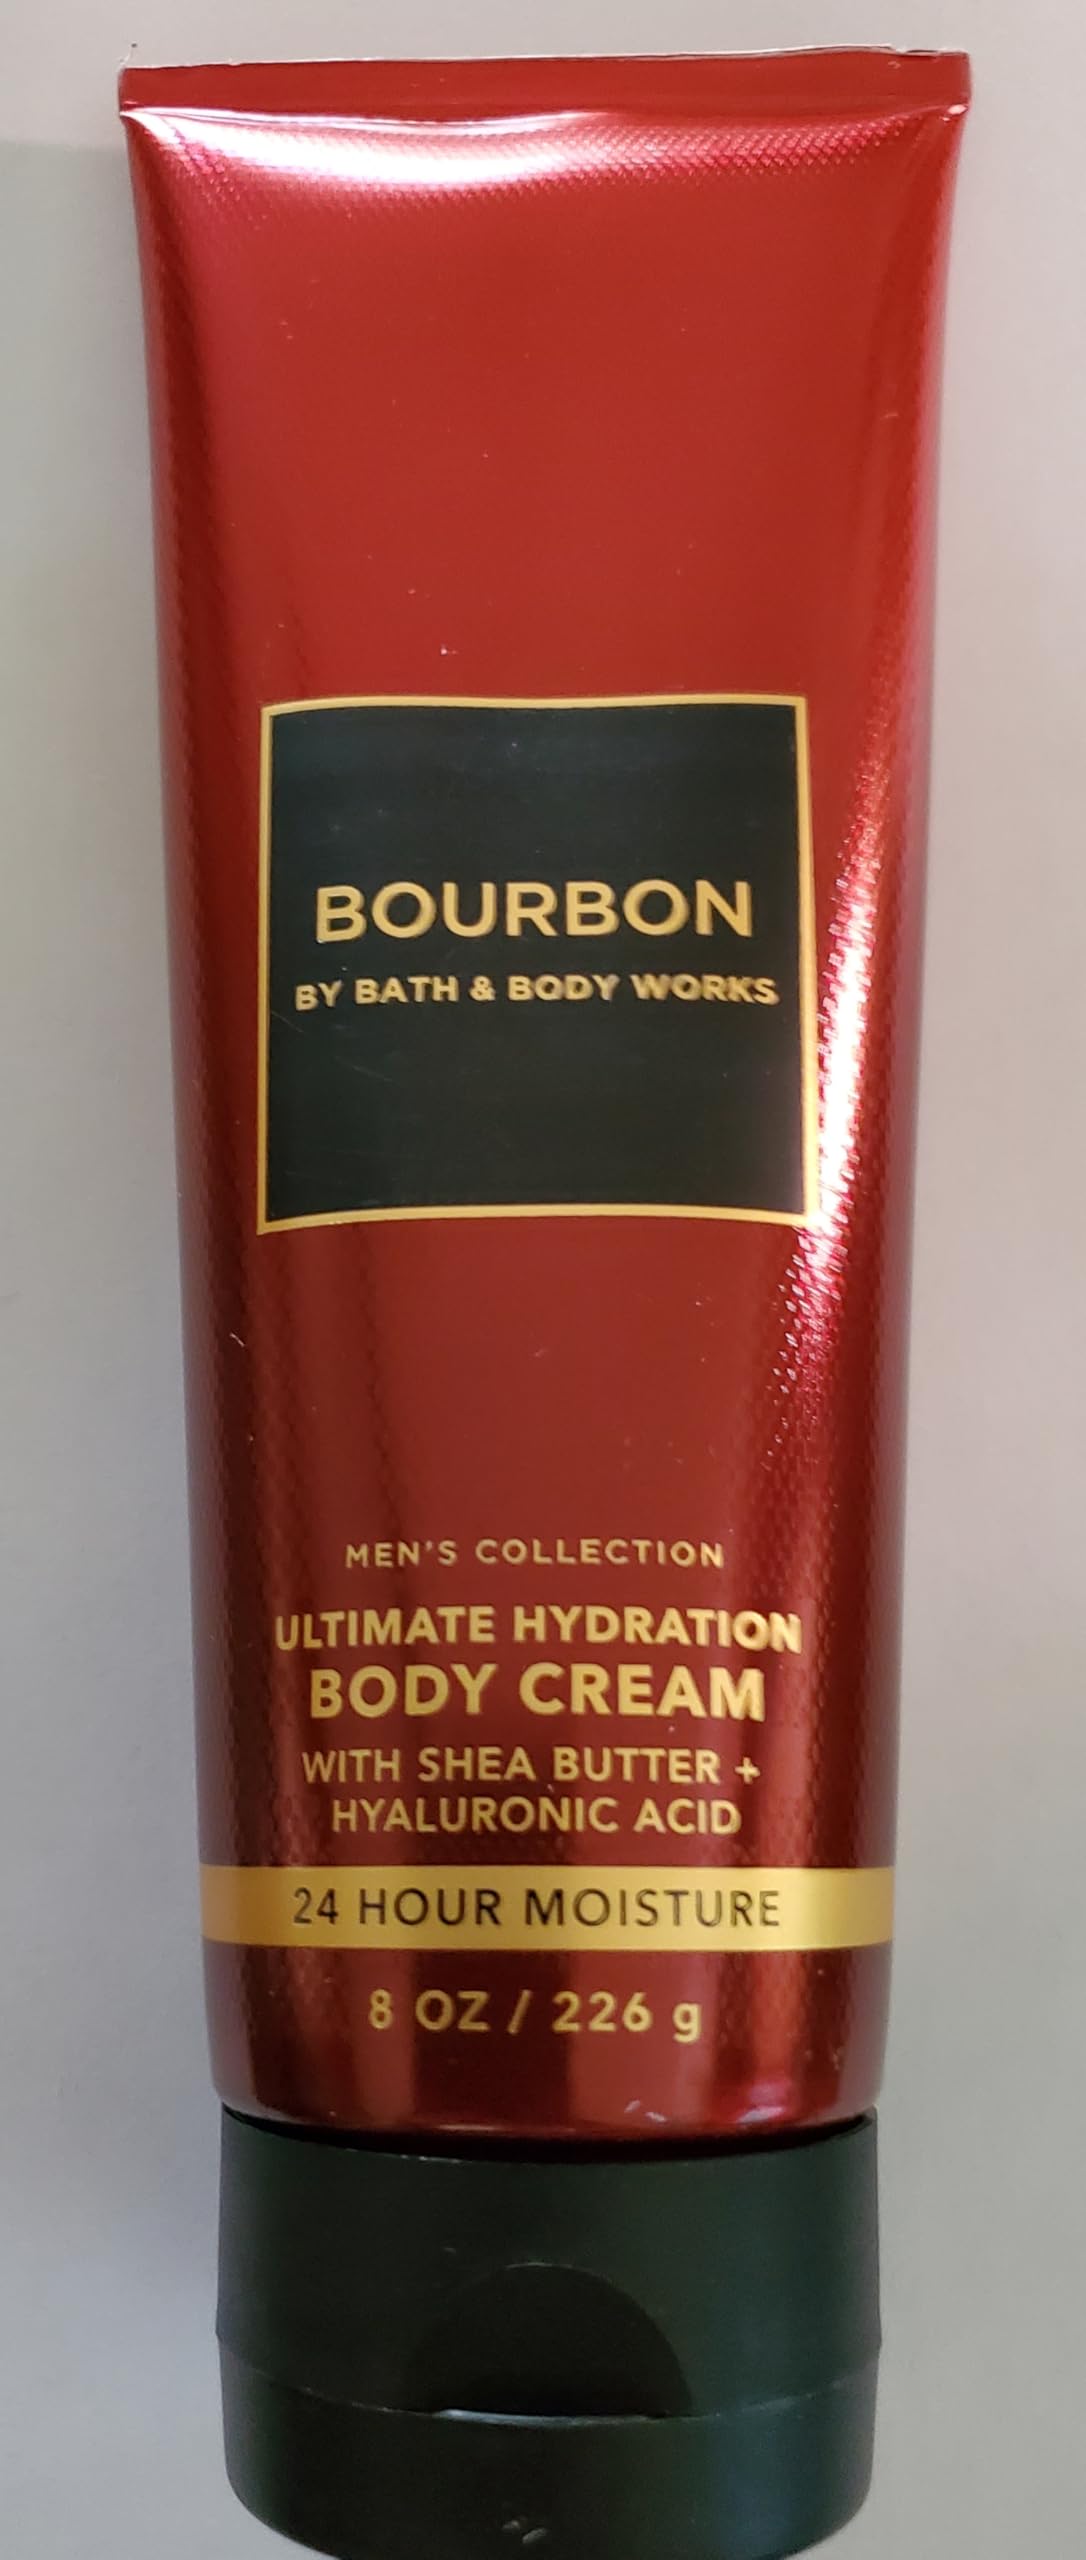 BOURBON
BY BATH & BODY WORKS
MEN'S COLLECTION
ULTIMATE HYDRATION
BODY CREAM
WITH SHEA BUTTER +
HYALURONIC ACID
24 HOUR MOISTURE
8 OZ / 226 g